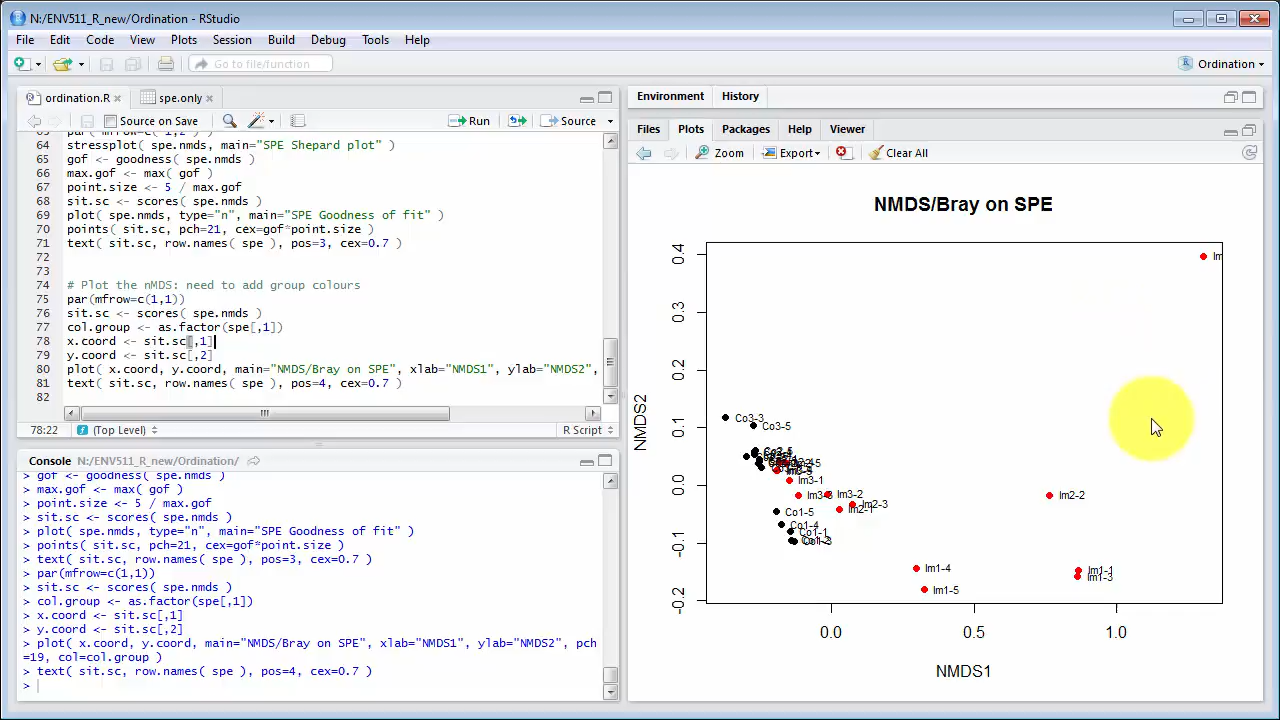 N:/ENV511_R_new/Ordination - RStudio
File Edit Code View Plots Session Build Debug Tools Help
Go to file/function
Ordination
ordination.R
spe.only
Source on Save
Run
Source
64 stressplot( spe.nmds, main="SPE Shepard plot" )
65 gof <- goodness( spe.nmds )
66 max.gof <- max( gof )
67 point.size <- 5 / max.gof
68 sit.sc <- scores( spe.nmds )
69 plot( spe.nmds, type="n", main="SPE Goodness of fit" )
70 points( sit.sc, pch=21, cex=gof*point.size )
71 text( sit.sc, row.names( spe ), pos=3, cex=0.7 )
72
73
74 # Plot the nMDS: need to add group colours
75 par(mfrow=c(1,1))
76 sit.sc <- scores( spe.nmds )
77 col.group <- as.factor(spe[,1])
78 x.coord <- sit.sc[,1]
79 y.coord <- sit.sc[,2]
80 plot( x.coord, y.coord, main="NMDS/Bray on SPE", xlab="NMDS1", ylab="NMDS2",
81 text( sit.sc, row.names( spe ), pos=4, cex=0.7 )
82
78:22
(Top Level)
R Script
Console N:/ENV511_R_new/Ordination/
> gof <- goodness( spe.nmds )
> max.gof <- max( gof )
> point.size <- 5 / max.gof
> sit.sc <- scores( spe.nmds )
> plot( spe.nmds, type="n", main="SPE Goodness of fit" )
> points( sit.sc, pch=21, cex=gof*point.size )
> text( sit.sc, row.names( spe ), pos=3, cex=0.7 )
> par(mfrow=c(1,1))
> sit.sc <- scores( spe.nmds )
> col.group <- as.factor(spe[,1])
> x.coord <- sit.sc[,1]
> y.coord <- sit.sc[,2]
> plot( x.coord, y.coord, main="NMDS/Bray on SPE", xlab="NMDS1", ylab="NMDS2", pch
=19, col=col.group )
> text( sit.sc, row.names( spe ), pos=4, cex=0.7 )
>
Environment History
Files Plots Packages Help Viewer
Zoom Export Clear All
NMDS/Bray on SPE
NMDS2
0.4
0.3
0.2
0.1
0.0
-0.1
-0.2
Im
Co3-3
Co3-5
Im3-1
Im3-2
Im2-3
Im2-1
Im2-2
Co1-5
Co1-4
Co1-1
Co1-3
Im1-4
Im1-1
Im1-3
Im1-5
0.0 0.5 1.0
NMDS1